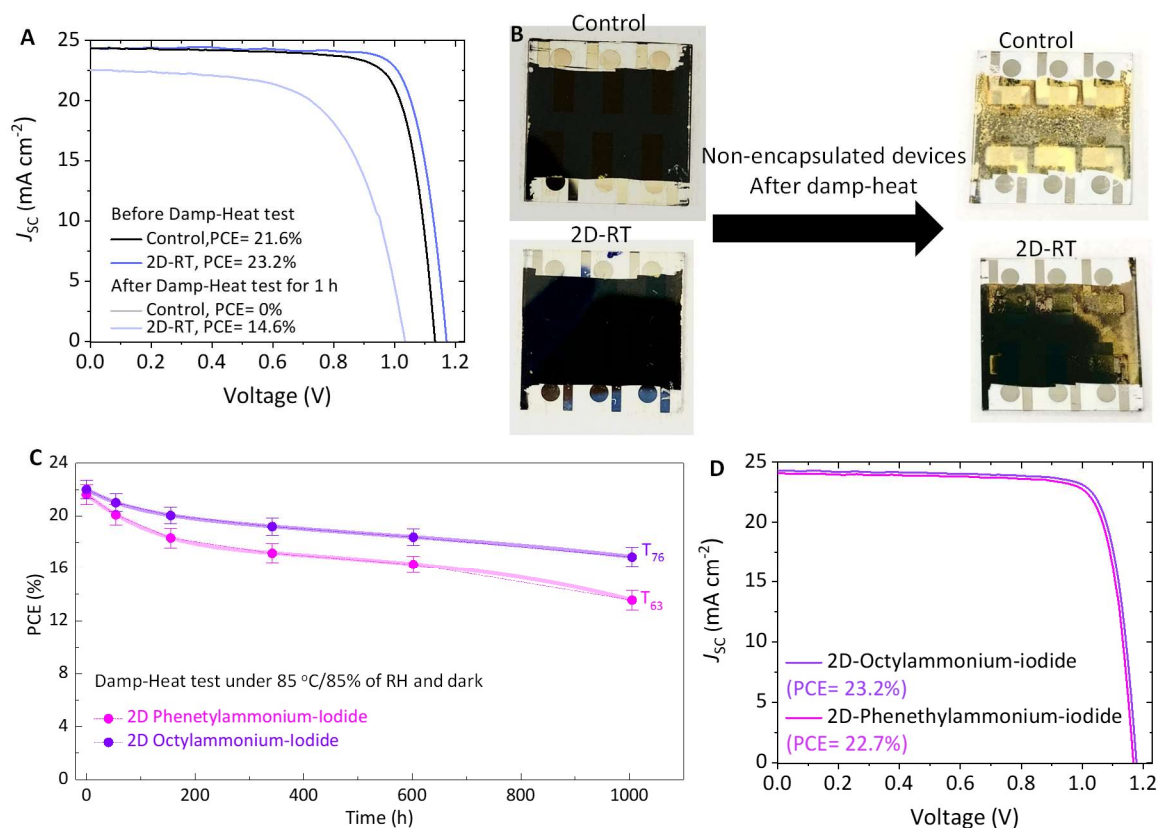 A
25
20
15
10
5
0
J_SC (mA cm⁻²)
Before Damp-Heat test
Control,PCE= 21.6%
2D-RT, PCE= 23.2%
After Damp-Heat test for 1 h
Control, PCE= 0%
2D-RT, PCE= 14.6%
0.0 0.2 0.4 0.6 0.8 1.0 1.2
Voltage (V)
B
Control
2D-RT
Non-encapsulated devices
After damp-heat
Control
2D-RT
C
24
20
16
12
8
4
0
PCE (%)
T₇₆
T₆₃
Damp-Heat test under 85 °C/85% of RH and dark
2D Phenetylammonium-Iodide
2D Octylammonium-Iodide
0 200 400 600 800 1000
Time (h)
D
25
20
15
10
5
0
J_SC (mA cm⁻²)
2D-Octylammonium-iodide
(PCE= 23.2%)
2D-Phenethylammonium-iodide
(PCE= 22.7%)
0.0 0.2 0.4 0.6 0.8 1.0 1.2
Voltage (V)